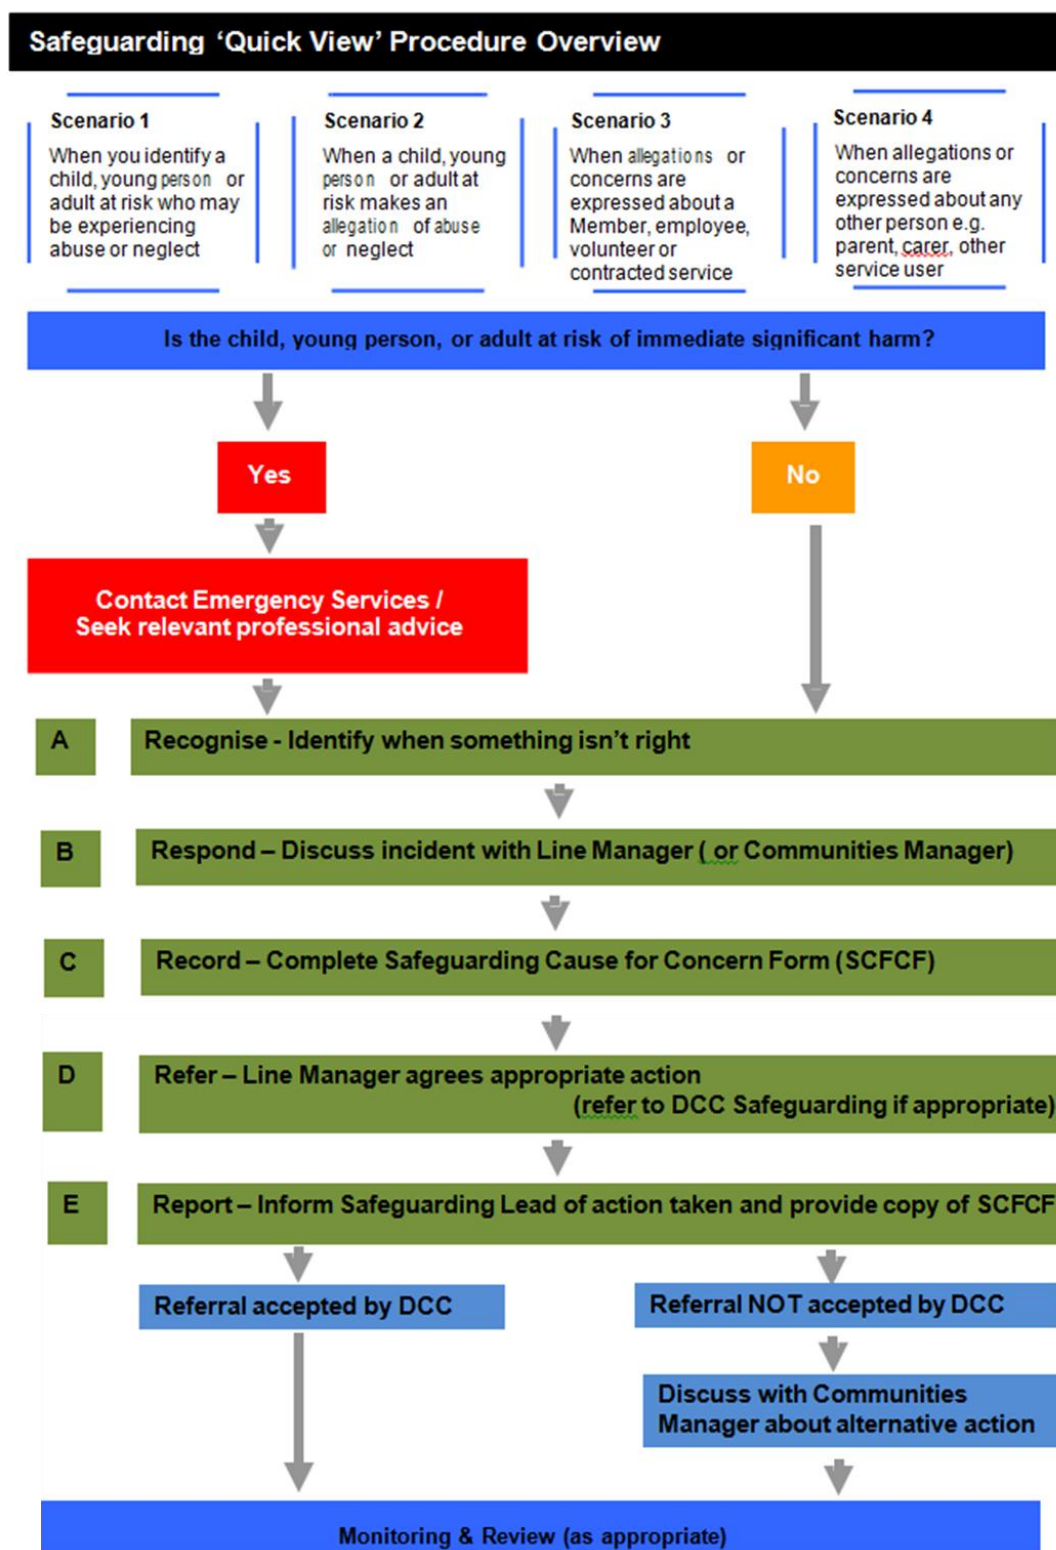 Safeguarding ‘Quick View’ Procedure Overview
Scenario 1
When you identify a
child, young person or
adult at risk who may
be experiencing
abuse or neglect
Scenario 2
When a child, young
person or adult at
risk makes an
allegation of abuse
or neglect
Scenario 3
When allegations or
concerns are
expressed about a
Member, employee,
volunteer or
contracted service
Scenario 4
When allegations or
concerns are
expressed about any
other person e.g.
parent, carer, other
service user
Is the child, young person, or adult at risk of immediate significant harm?
Yes
No
Contact Emergency Services /
Seek relevant professional advice
A
Recognise - Identify when something isn’t right
B
Respond – Discuss incident with Line Manager ( or Communities Manager)
C
Record – Complete Safeguarding Cause for Concern Form (SCFCF)
D
Refer – Line Manager agrees appropriate action
(refer to DCC Safeguarding if appropriate)
E
Report – Inform Safeguarding Lead of action taken and provide copy of SCFCF
Referral accepted by DCC
Referral NOT accepted by DCC
Discuss with Communities
Manager about alternative action
Monitoring & Review (as appropriate)